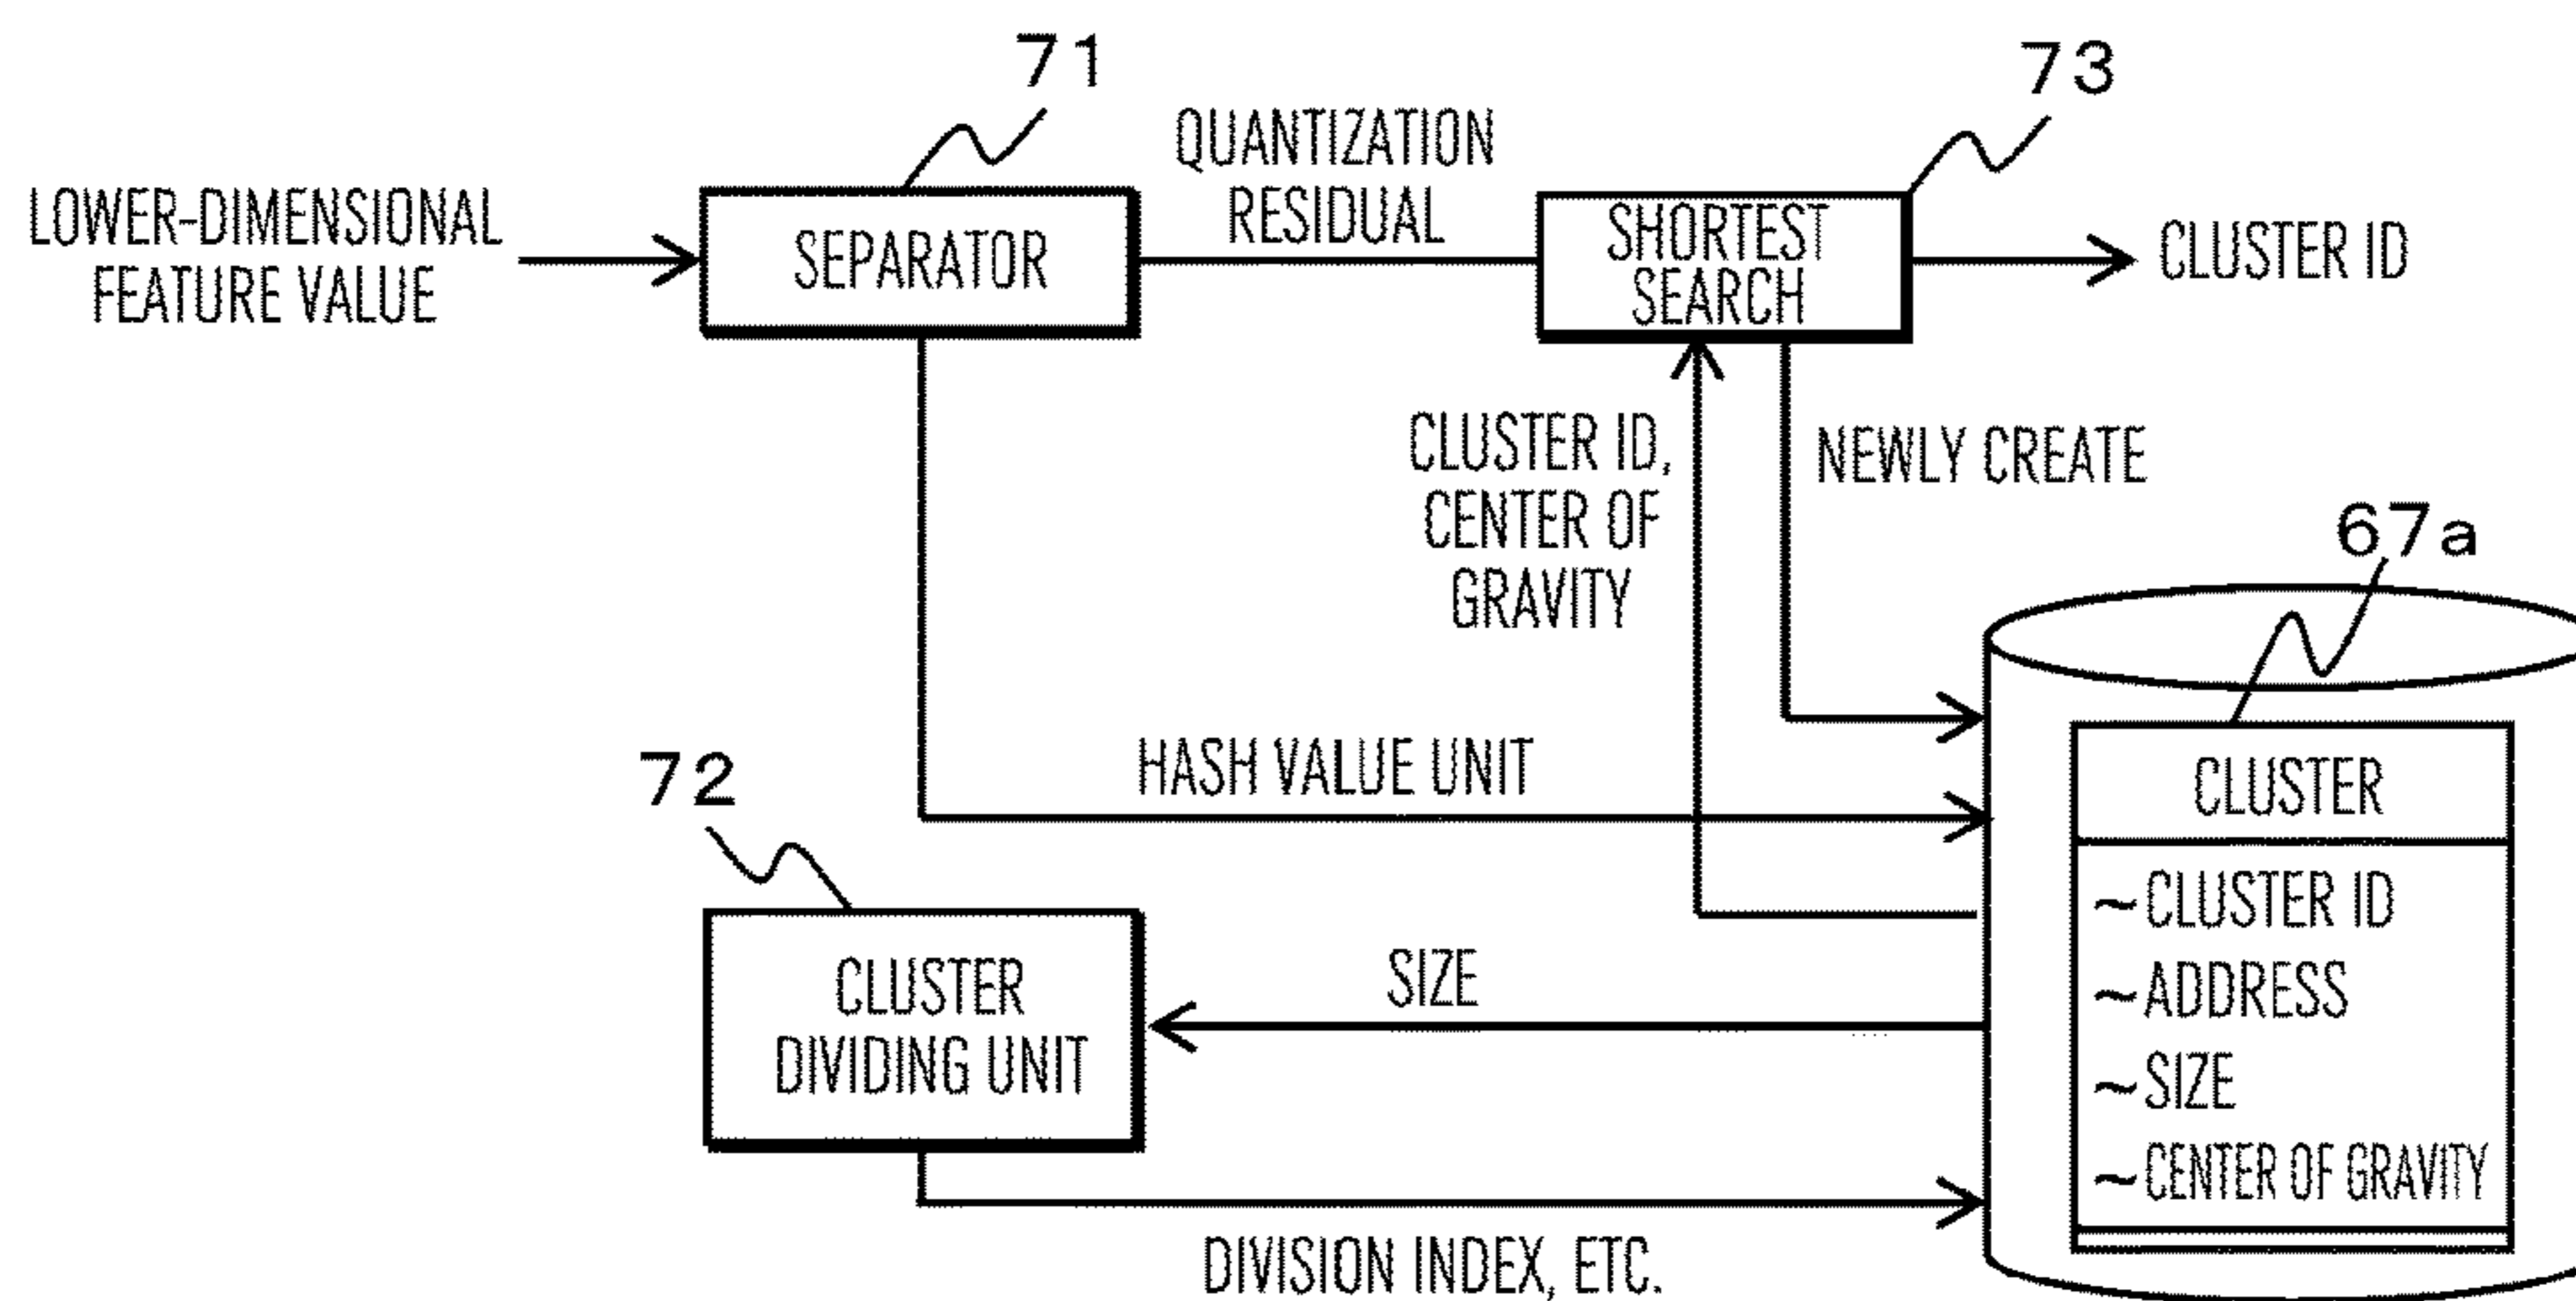 71
73
QUANTIZATION
RESIDUAL
LOWER-DIMENSIONAL
FEATURE VALUE
SEPARATOR
SHORTEST
SEARCH
CLUSTER ID
CLUSTER ID,
CENTER OF
GRAVITY
NEWLY CREATE
67a
HASH VALUE UNIT
72
CLUSTER
~CLUSTER ID
~ADDRESS
~SIZE
~CENTER OF GRAVITY
SIZE
CLUSTER
DIVIDING UNIT
DIVISION INDEX, ETC.